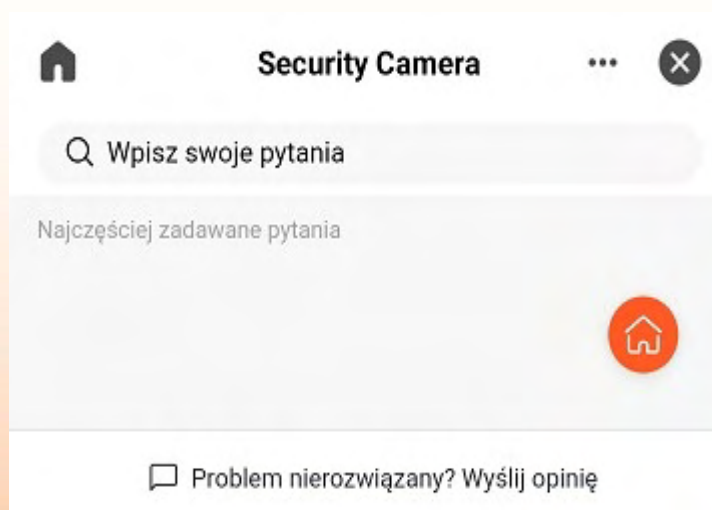 Security Camera
Wpisz swoje pytania
Najczęściej zadawane pytania
Problem nierozwiązany? Wyślij opinię